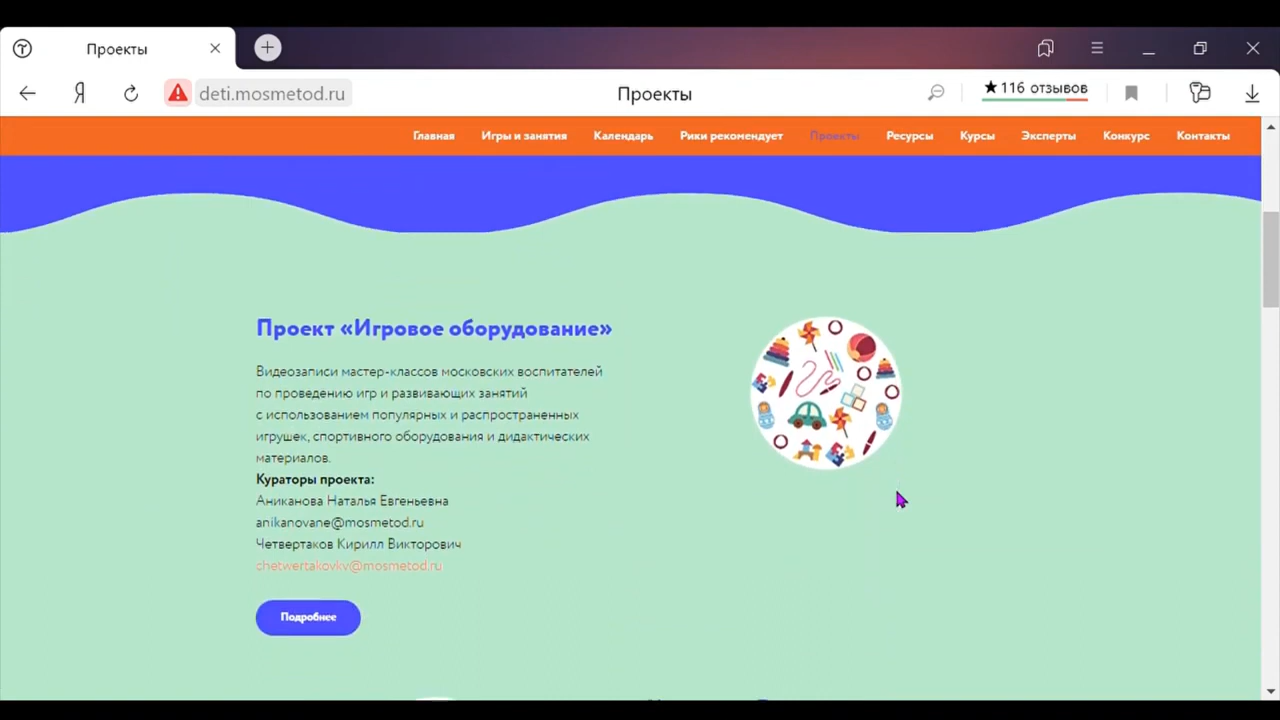 Проекты
Я deti.mosmetod.ru Проекты ★ 116 отзывов
Главная Игры и занятия Календарь Рики рекомендует Проекты Ресурсы Курсы Эксперты Конкурс Контакты
Проект «Игровое оборудование»
Видеозаписи мастер-классов московских воспитателей
по проведению игр и развивающих занятий
с использованием популярных и распространенных
игрушек, спортивного оборудования и дидактических
материалов.
Кураторы проекта:
Аниканова Наталья Евгеньевна
anikanovane@mosmetod.ru
Четвертаков Кирилл Викторович
chetwertakovkv@mosmetod.ru
Подробнее